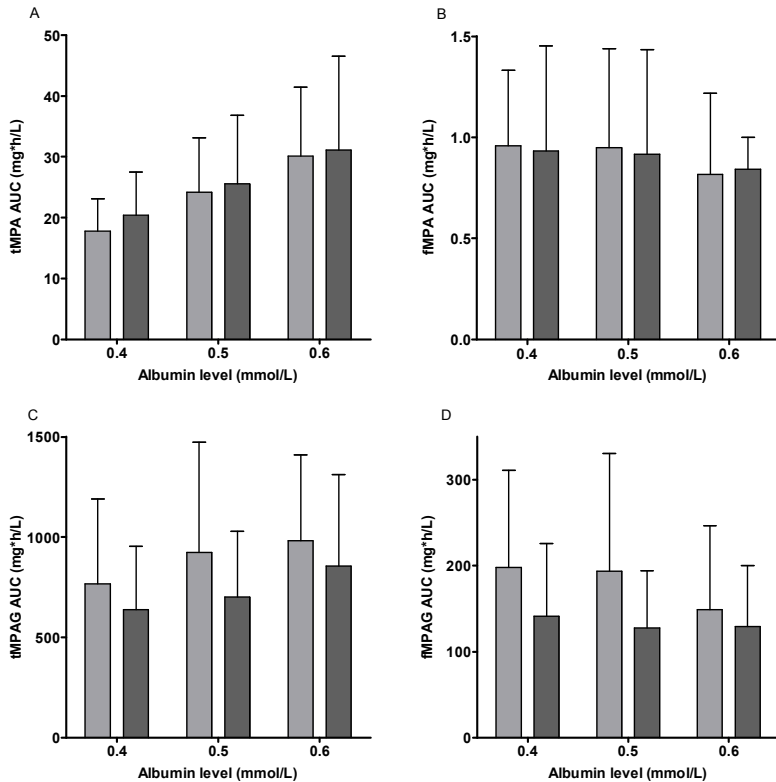 A
50
40
30
20
10
0
tMPA AUC (mg*h/L)
0.4 0.5 0.6
Albumin level (mmol/L)
B
1.5
1.0
0.5
0.0
fMPA AUC (mg*h/L)
0.4 0.5 0.6
Albumin level (mmol/L)
C
1500
1000
500
0
tMPAG AUC (mg*h/L)
0.4 0.5 0.6
Albumin level (mmol/L)
D
300
200
100
0
fMPAG AUC (mg*h/L)
0.4 0.5 0.6
Albumin level (mmol/L)